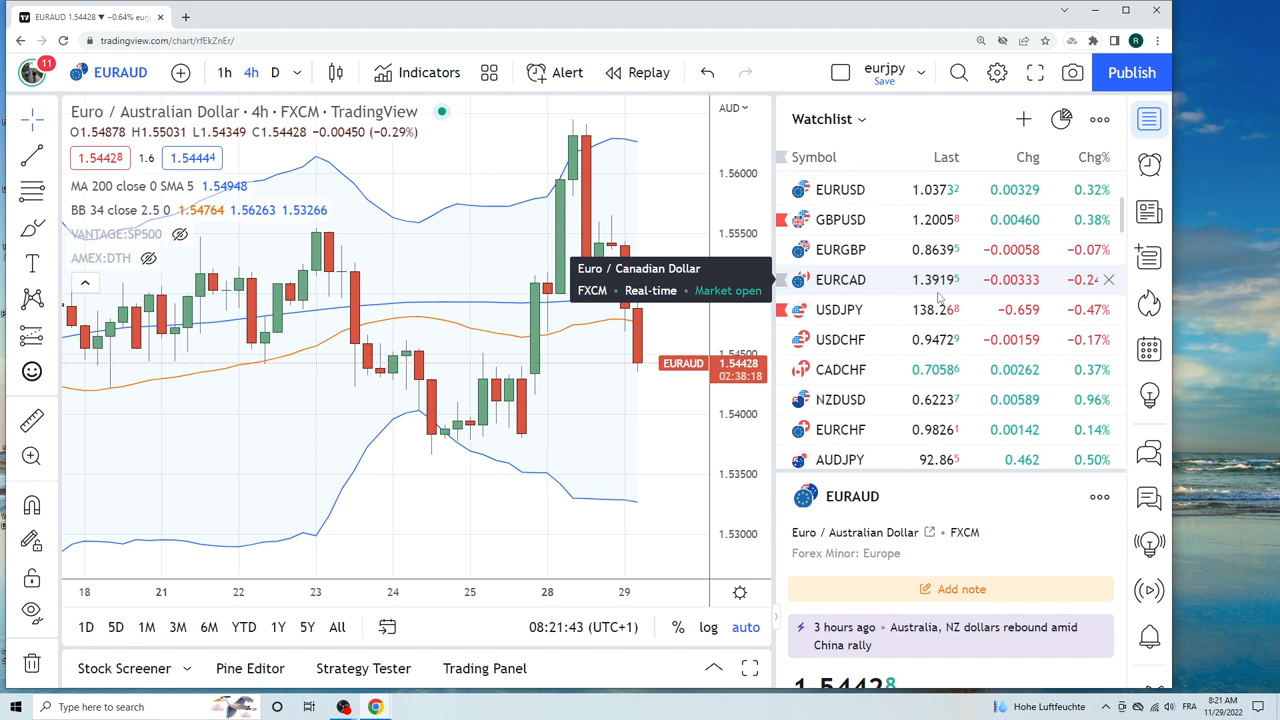 EURAUD 1.54428 ▼ −0.64% eurj
tradingview.com/chart/rfEkZnEr/
11
EURAUD
1h 4h D
Indicators
Alert
Replay
eurjpy
Save
Publish
Euro / Australian Dollar · 4h · FXCM · TradingView
O1.54878 H1.55031 L1.54349 C1.54428 −0.00450 (−0.29%)
1.54428 1.6 1.54444
MA 200 close 0 SMA 5 1.54948
BB 34 close 2.5 0 1.54764 1.56263 1.53266
VANTAGE:SP500
AMEX:DTH
AUD
1.56000
1.55500
1.54500
EURAUD 1.54428
02:38:18
1.54000
1.53500
1.53000
18 21 22 23 24 25 28 29
Euro / Canadian Dollar
FXCM • Real-time • Market open
1D 5D 1M 3M 6M YTD 1Y 5Y All
08:21:43 (UTC+1) % log auto
Stock Screener Pine Editor Strategy Tester Trading Panel
Watchlist
Symbol Last Chg Chg%
EURUSD 1.03732 0.00329 0.32%
GBPUSD 1.20058 0.00460 0.38%
EURGBP 0.86395 −0.00058 −0.07%
EURCAD 1.39195 −0.00333 −0.24
USDJPY 138.268 −0.659 −0.47%
USDCHF 0.94729 −0.00159 −0.17%
CADCHF 0.70586 0.00262 0.37%
NZDUSD 0.62237 0.00589 0.96%
EURCHF 0.98261 0.00142 0.14%
AUDJPY 92.865 0.462 0.50%
EURAUD
Euro / Australian Dollar • FXCM
Forex Minor: Europe
Add note
3 hours ago • Australia, NZ dollars rebound amid
China rally
1.54428
Type here to search
Hohe Luftfeuchte
FRA
8:21 AM
11/29/2022